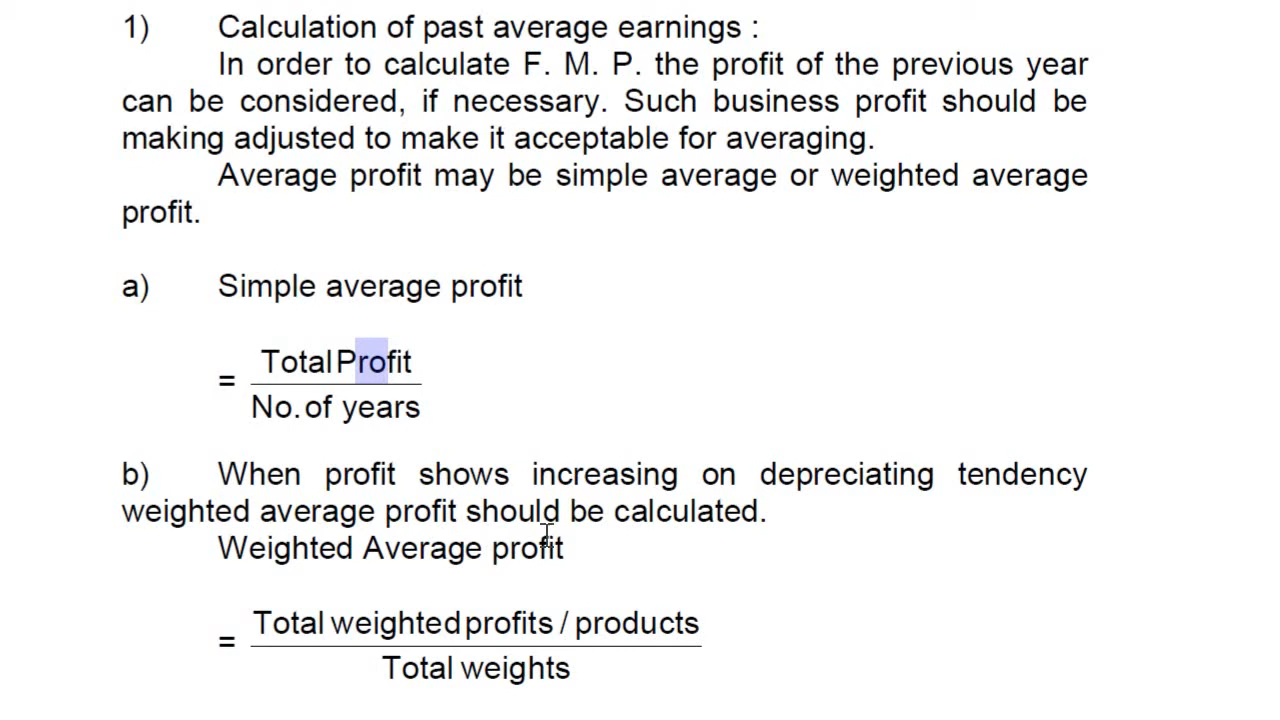 1) Calculation of past average earnings :
In order to calculate F. M. P. the profit of the previous year
can be considered, if necessary. Such business profit should be
making adjusted to make it acceptable for averaging.
Average profit may be simple average or weighted average
profit.
a) Simple average profit
= Total Profit
No. of years
b) When profit shows increasing on depreciating tendency
weighted average profit should be calculated.
Weighted Average profit
= Total weighted profits / products
Total weights